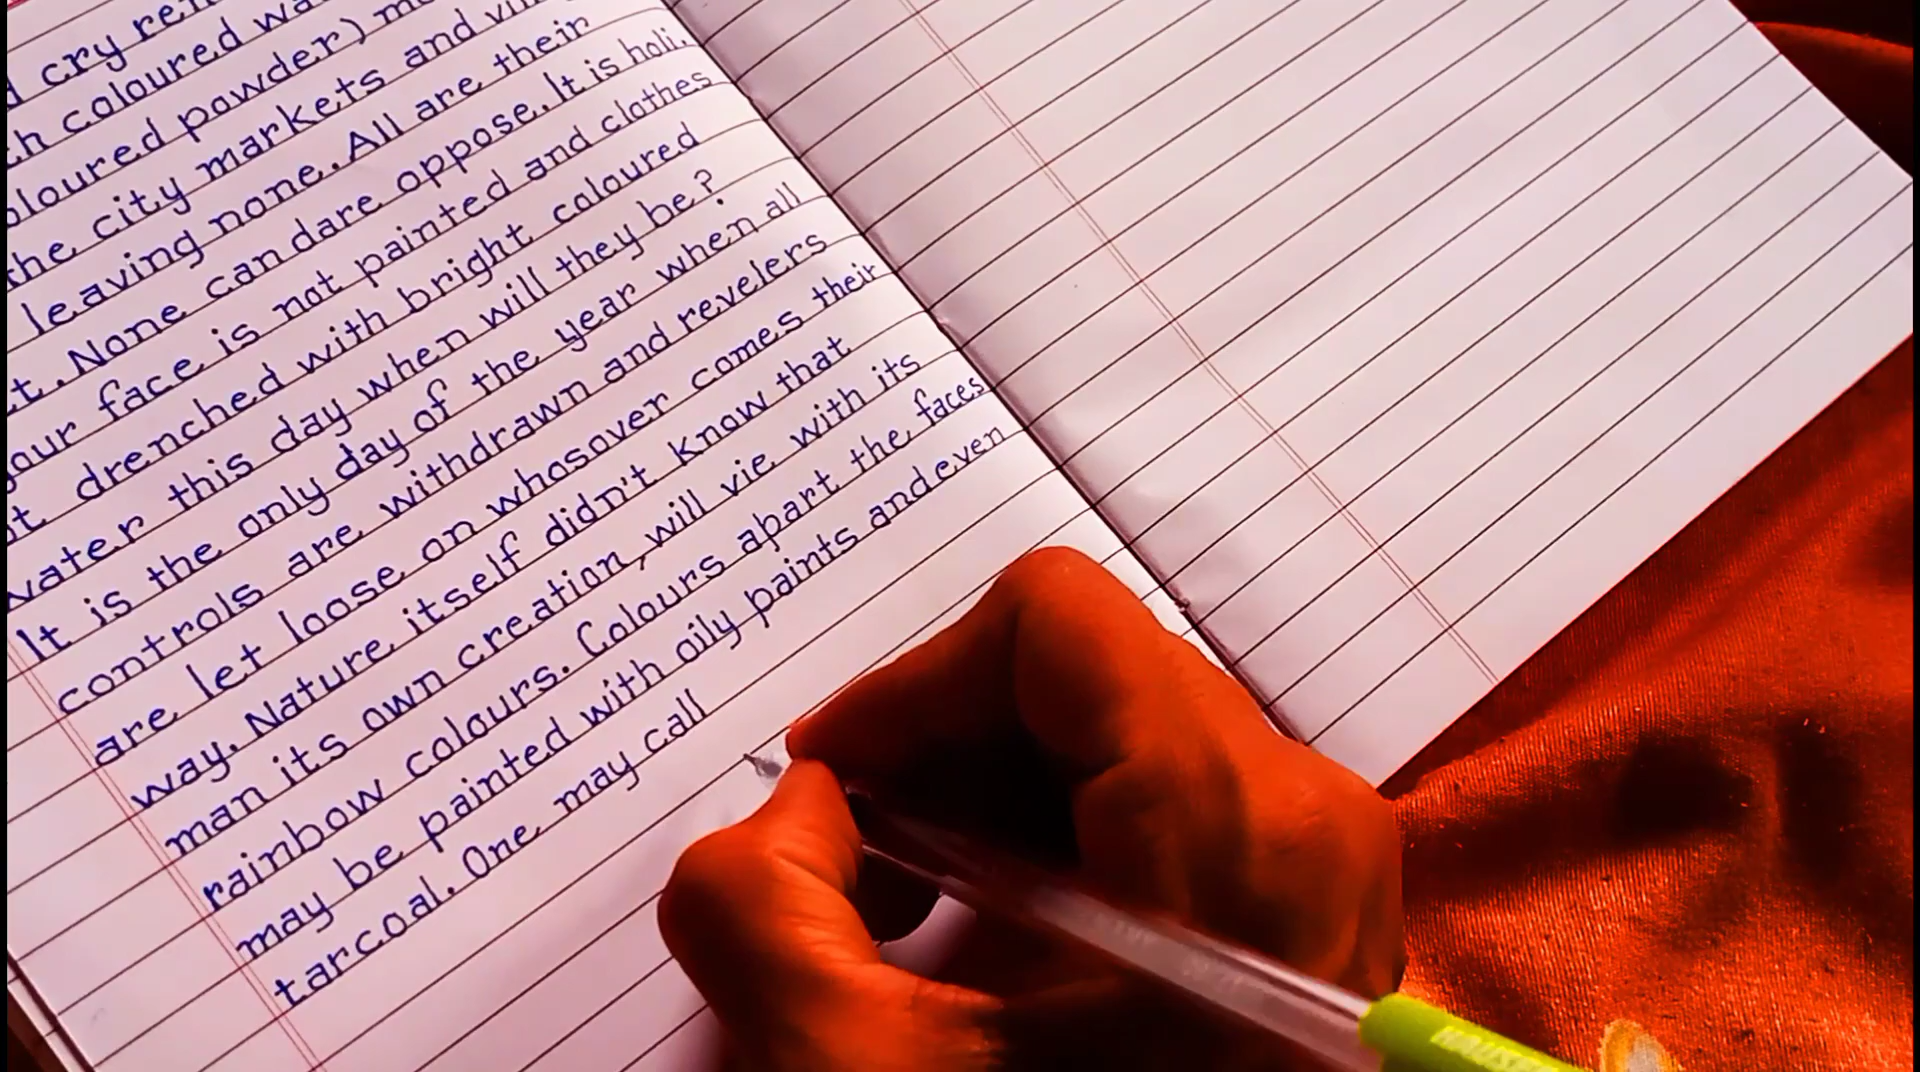 cry
coloured
coloured powder)
the city markets and
leaving none. All are their
None can dare oppose. It is holi.
your face is not painted and clothes
drenched with bright coloured
water this day when will they be?
It is the only day of the year when all
controls are withdrawn and revelers
are let loose on whosover comes their
way. Nature itself didn't know that
man its own creation, will vie with its
rainbow colours. Colours apart the faces
may be painted with oily paints and even
tarcoal. One may call